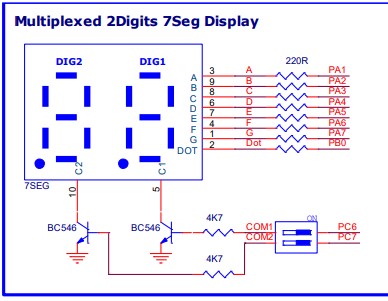 Multiplexed 2Digits 7Seg Display
DIG2 DIG1
220R
A 3 A PA1
B 9 B PA2
C 8 C PA3
D 6 D PA4
E 7 E PA5
F 4 F PA6
G 1 G PA7
DOT 2 Dot PB0
C2 C1
7SEG
10 5
BC546 BC546 4K7 ON
COM1 PC6
COM2 PC7
4K7